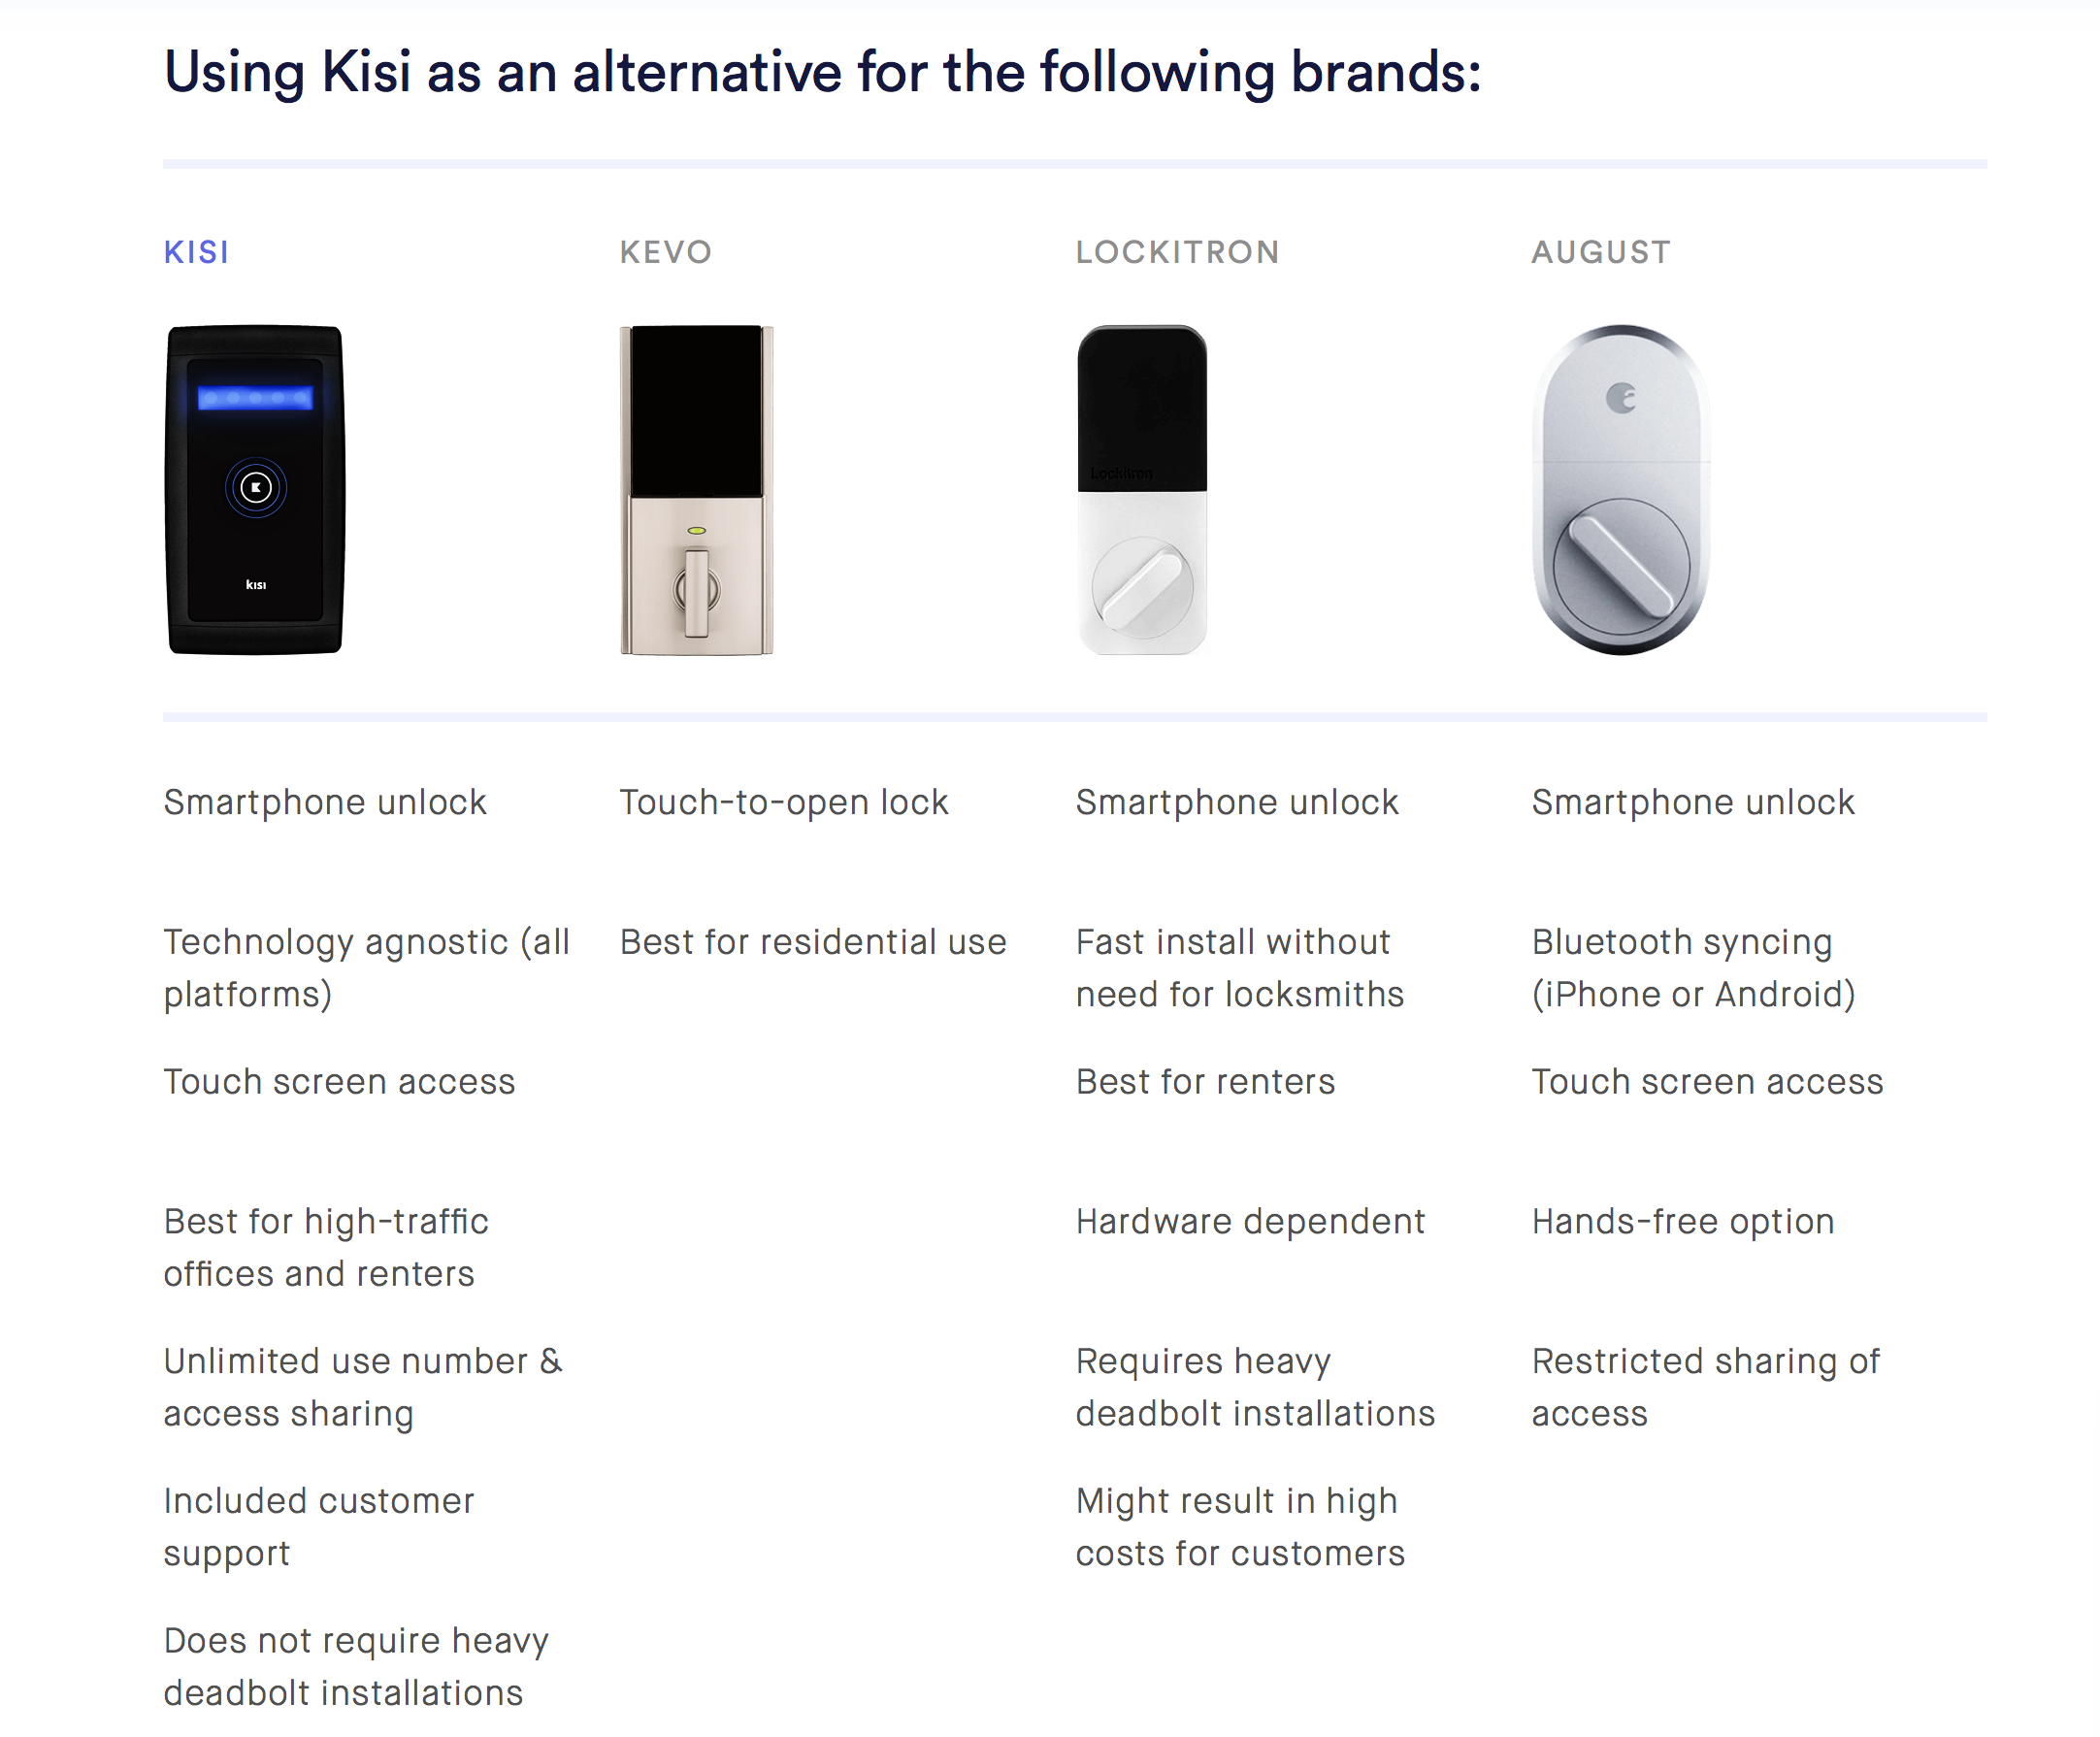 Using Kisi as an alternative for the following brands:
KISI
KEVO
LOCKITRON
AUGUST
kisi
Lockitron
Smartphone unlock
Touch-to-open lock
Smartphone unlock
Smartphone unlock
Technology agnostic (all
platforms)
Best for residential use
Fast install without
need for locksmiths
Bluetooth syncing
(iPhone or Android)
Touch screen access
Best for renters
Touch screen access
Best for high-traffic
offices and renters
Hardware dependent
Hands-free option
Unlimited use number &
access sharing
Requires heavy
deadbolt installations
Restricted sharing of
access
Included customer
support
Might result in high
costs for customers
Does not require heavy
deadbolt installations